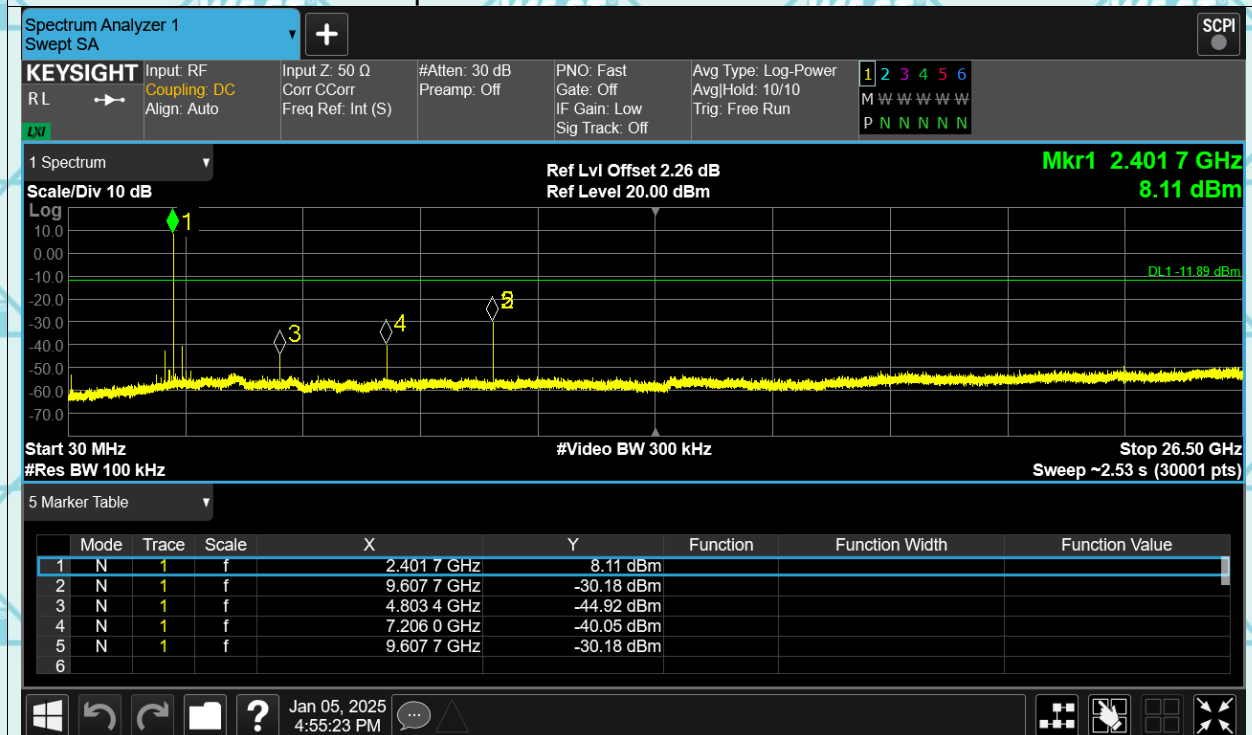 Spectrum Analyzer 1
Swept SA
+
SCPI
KEYSIGHT
RL
LXI
Input: RF
Coupling: DC
Align: Auto
Input Z: 50 Ω
Corr CCorr
Freq Ref: Int (S)
#Atten: 30 dB
Preamp: Off
PNO: Fast
Gate: Off
IF Gain: Low
Sig Track: Off
Avg Type: Log-Power
Avg|Hold: 10/10
Trig: Free Run
1 2 3 4 5 6
M W W W W W
P N N N N N
1 Spectrum
Scale/Div 10 dB
Ref Lvl Offset 2.26 dB
Ref Level 20.00 dBm
Mkr1 2.401 7 GHz
8.11 dBm
Log
10.0
0.00
-10.0
-20.0
-30.0
-40.0
-50.0
-60.0
-70.0
1
DL1 -11.89 dBm
3
4
Start 30 MHz
#Res BW 100 kHz
#Video BW 300 kHz
Stop 26.50 GHz
Sweep ~2.53 s (30001 pts)
5 Marker Table
Mode Trace Scale X Y Function Function Width Function Value
1 N 1 f 2.401 7 GHz 8.11 dBm
2 N 1 f 9.607 7 GHz -30.18 dBm
3 N 1 f 4.803 4 GHz -44.92 dBm
4 N 1 f 7.206 0 GHz -40.05 dBm
5 N 1 f 9.607 7 GHz -30.18 dBm
6
?
Jan 05, 2025
4:55:23 PM